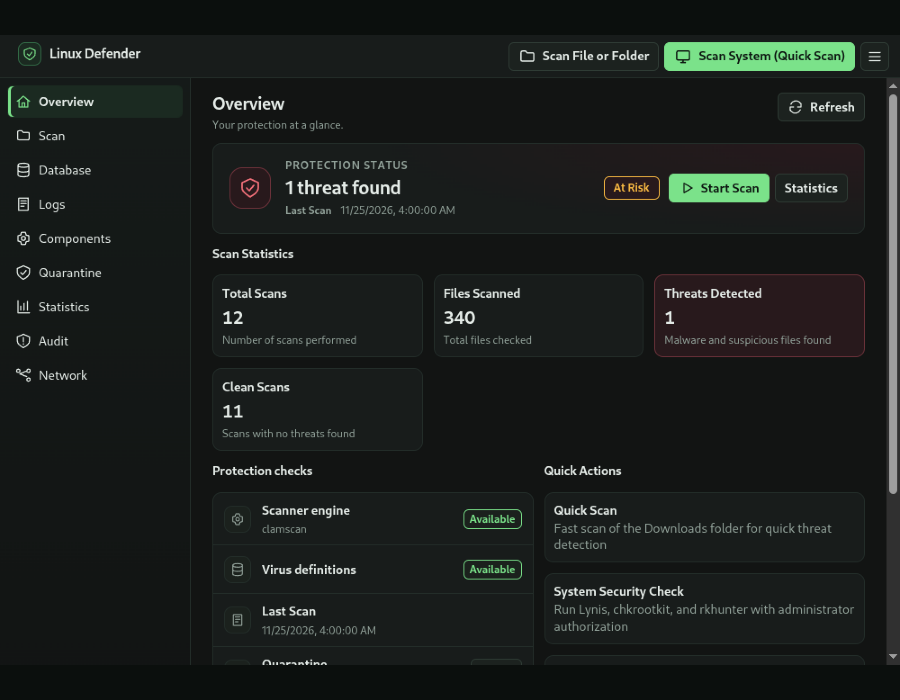 Linux Defender
Scan File or Folder
Scan System (Quick Scan)
Overview
Scan
Database
Logs
Components
Quarantine
Statistics
Audit
Network
Overview
Your protection at a glance.
Refresh
PROTECTION STATUS
1 threat found
Last Scan 11/25/2026, 4:00:00 AM
At Risk
Start Scan
Statistics
Scan Statistics
Total Scans
12
Number of scans performed
Files Scanned
340
Total files checked
Threats Detected
1
Malware and suspicious files found
Clean Scans
11
Scans with no threats found
Protection checks
Scanner engine
clamscan
Available
Virus definitions
Available
Last Scan
11/25/2026, 4:00:00 AM
Quarantine
Quick Actions
Quick Scan
Fast scan of the Downloads folder for quick threat
detection
System Security Check
Run Lynis, chkrootkit, and rkhunter with administrator
authorization